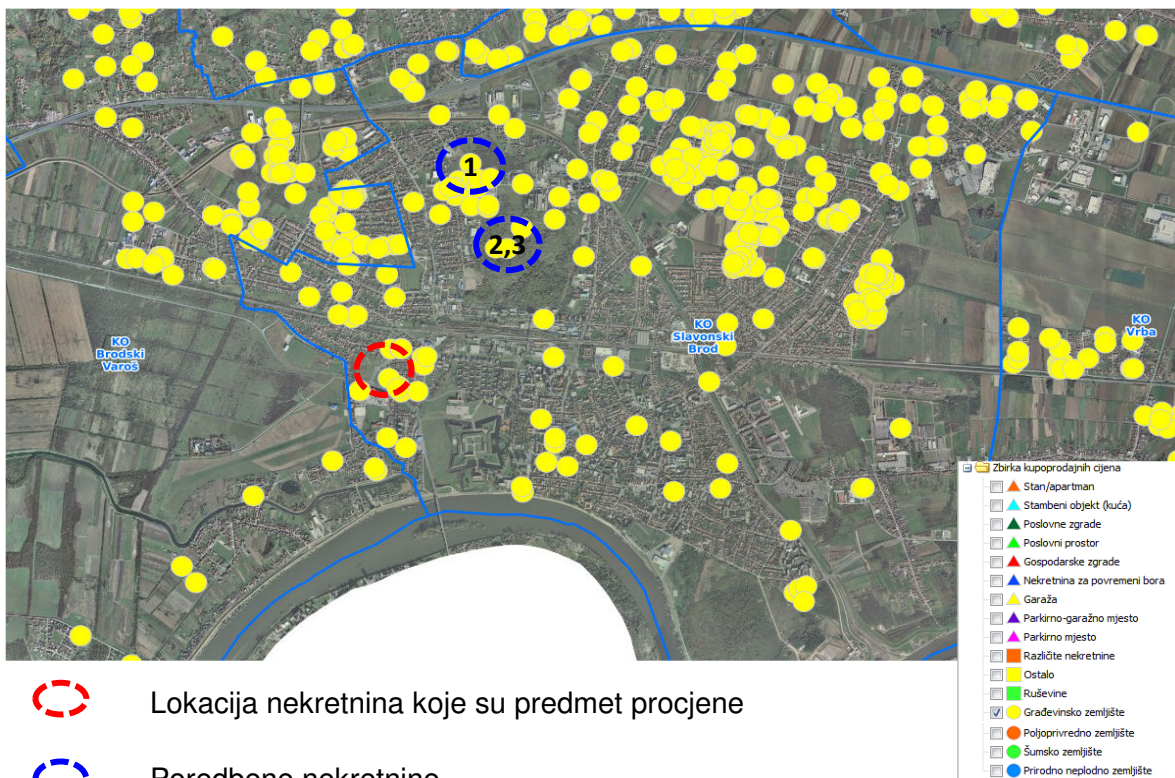 1
2,3
KO
Brodski
Varoš
KO
Slavonski
Brod
KO
Vrba
Zbirka kupoprodajnih cijena
Stan/apartman
Stambeni objekt (kuća)
Poslovne zgrade
Poslovni prostor
Gospodarske zgrade
Nekretnina za povremeni bora
Garaža
Parkirno-garažno mjesto
Parkirno mjesto
Različite nekretnine
Ostalo
Ruševine
Građevinsko zemljište
Poljoprivredno zemljište
Šumsko zemljište
Prirodno neplodno zemljište
Lokacija nekretnina koje su predmet procjene
Poredbene nekretnine